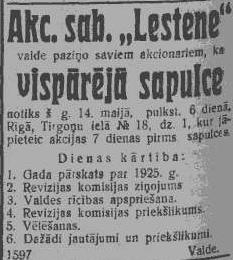 Akc. sab. „Lestene"
valde paziņo saviem akcionariem, ka
vispārējā sapulce
notiks š g. 14. maijā, pulkst. 6 dienā,
Rīgā, Tirgoņu ielā № 18, dz. 1, kur jā-
pieteic akcijas 7 dienas pirms sapulces.
Dienas kārtība:
1. Gada pārskats par 1925. g.
2. Revizijas komisijas ziņojums
3. Valdes rīcības apspriešana.
4. Revizijas komisijas priekšlikums.
5. Vēlēšanas.
6. Dažādi jautājumi un priekšlikumi.
1597 Valde.